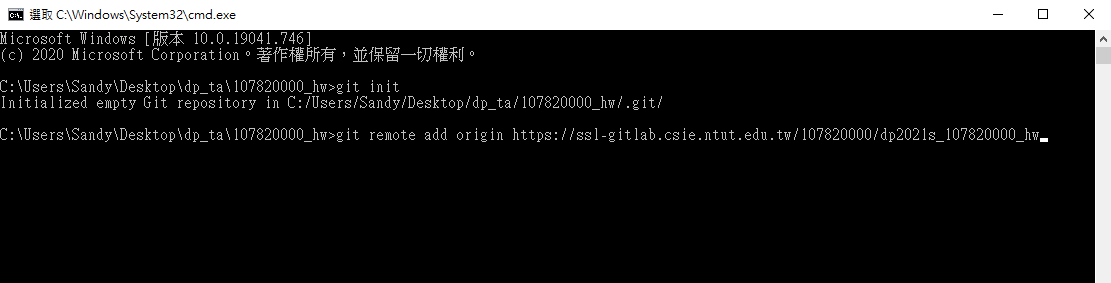 選取 C:\Windows\System32\cmd.exe
Microsoft Windows [版本 10.0.19041.746]
(c) 2020 Microsoft Corporation。著作權所有，並保留一切權利。
C:\Users\Sandy\Desktop\dp_ta\107820000_hw>git init
Initialized empty Git repository in C:/Users/Sandy/Desktop/dp_ta/107820000_hw/.git/
C:\Users\Sandy\Desktop\dp_ta\107820000_hw>git remote add origin https://ssl-gitlab.csie.ntut.edu.tw/107820000/dp2021s_107820000_hw